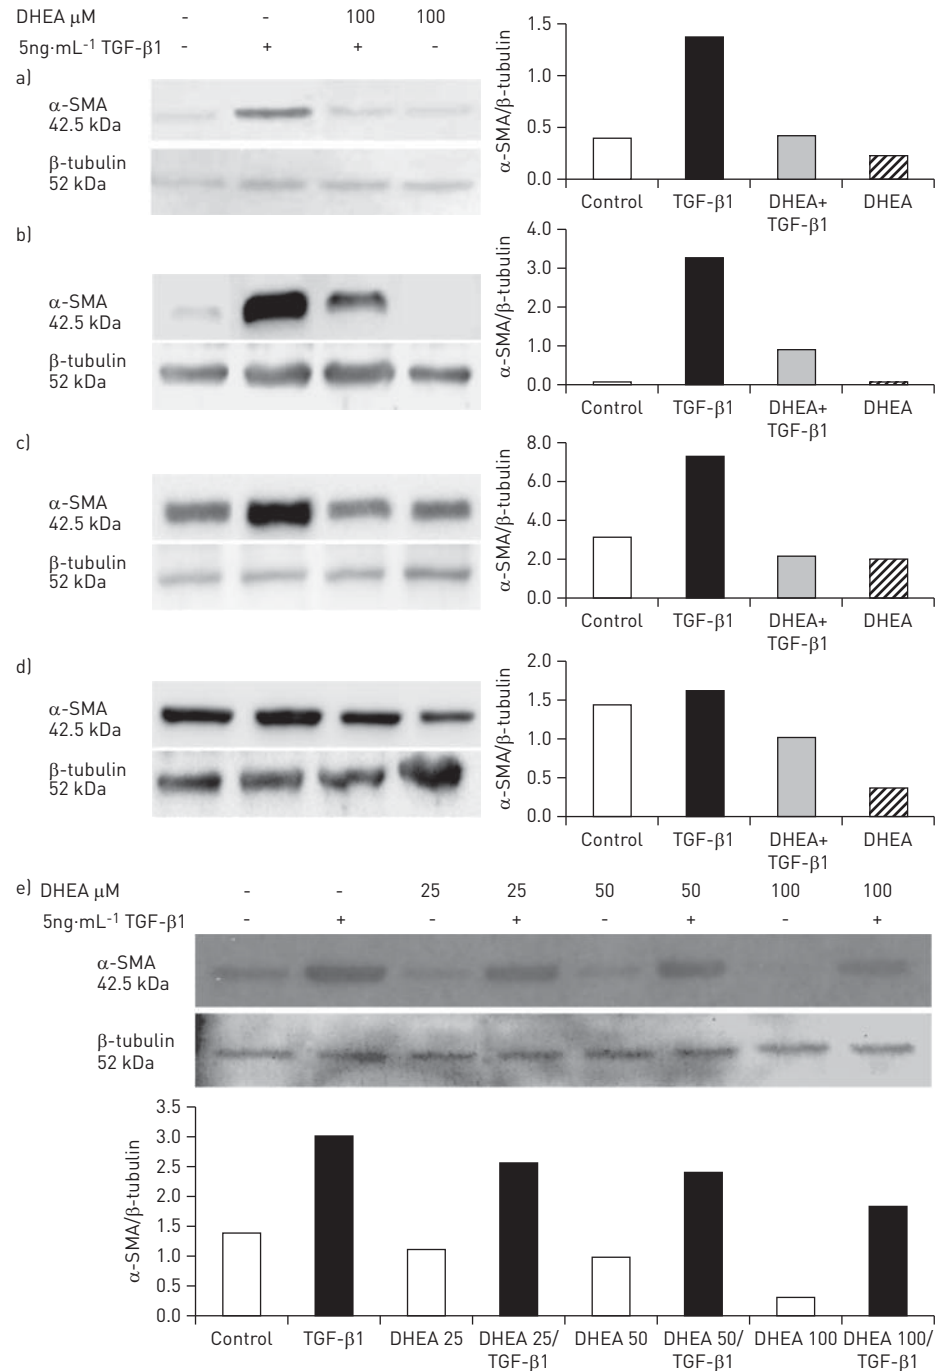 DHEA μM - - 100 100
5ng·mL-1 TGF-β1 - + + -
a)
α-SMA
42.5 kDa
β-tubulin
52 kDa
α-SMA/β-tubulin
1.5
1.0
0.5
0.0
Control TGF-β1 DHEA+ DHEA
TGF-β1
b)
α-SMA
42.5 kDa
β-tubulin
52 kDa
α-SMA/β-tubulin
4.0
3.0
2.0
1.0
0.0
Control TGF-β1 DHEA+ DHEA
TGF-β1
c)
α-SMA
42.5 kDa
β-tubulin
52 kDa
α-SMA/β-tubulin
8.0
6.0
4.0
2.0
0.0
Control TGF-β1 DHEA+ DHEA
TGF-β1
d)
α-SMA
42.5 kDa
β-tubulin
52 kDa
α-SMA/β-tubulin
2.0
1.5
1.0
0.5
0.0
Control TGF-β1 DHEA+ DHEA
TGF-β1
e) DHEA μM - - 25 25 50 50 100 100
5ng·mL-1 TGF-β1 - + - + - + - +
α-SMA
42.5 kDa
β-tubulin
52 kDa
α-SMA/β-tubulin
3.5
3.0
2.5
2.0
1.5
1.0
0.5
0.0
Control TGF-β1 DHEA 25 DHEA 25/ DHEA 50 DHEA 50/ DHEA 100 DHEA 100/
TGF-β1 TGF-β1 TGF-β1